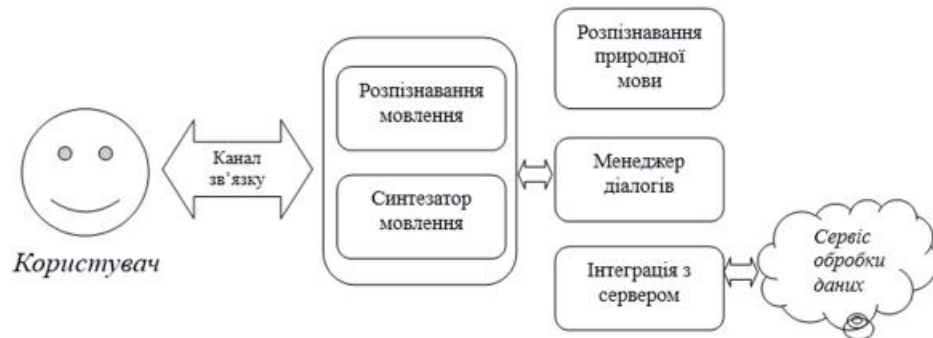 Користувач
Канал
зв'язку
Розпізнавання
мовлення
Синтезатор
мовлення
Розпізнавання
природної
мови
Менеджер
діалогів
Інтеграція з
сервером
Сервіс
обробки
даних